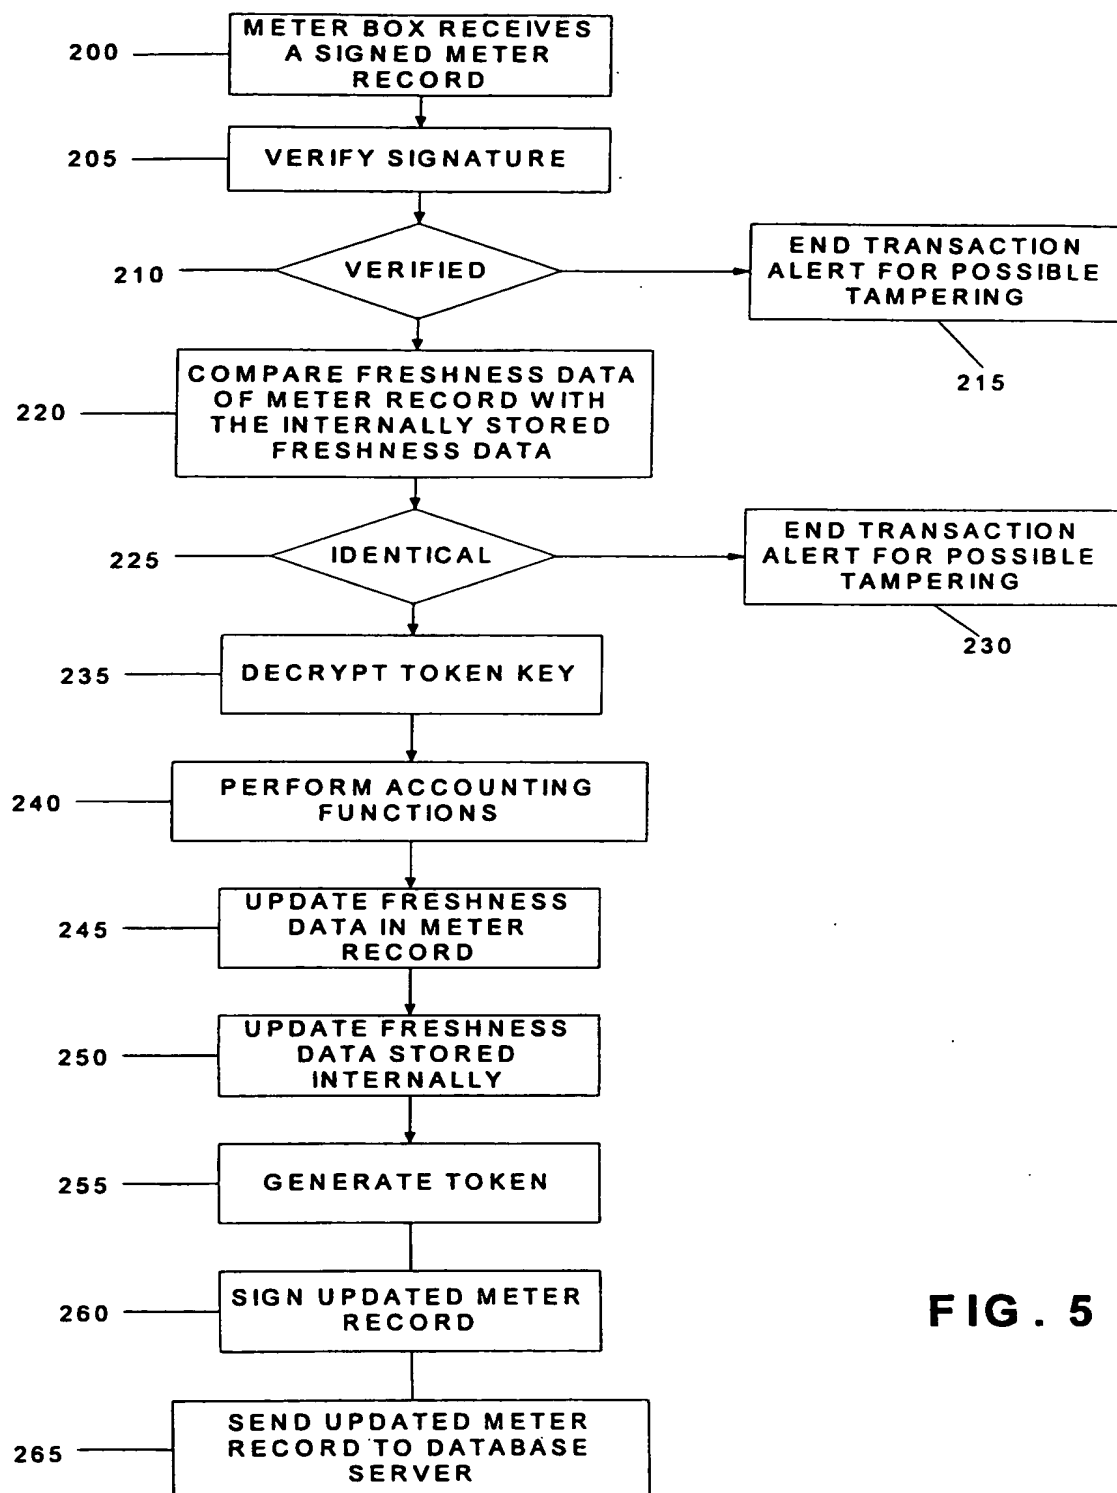 200
METER BOX RECEIVES
A SIGNED METER
RECORD
205
VERIFY SIGNATURE
210
VERIFIED
END TRANSACTION
ALERT FOR POSSIBLE
TAMPERING
215
220
COMPARE FRESHNESS DATA
OF METER RECORD WITH
THE INTERNALLY STORED
FRESHNESS DATA
225
IDENTICAL
END TRANSACTION
ALERT FOR POSSIBLE
TAMPERING
230
235
DECRYPT TOKEN KEY
240
PERFORM ACCOUNTING
FUNCTIONS
245
UPDATE FRESHNESS
DATA IN METER
RECORD
250
UPDATE FRESHNESS
DATA STORED
INTERNALLY
255
GENERATE TOKEN
260
SIGN UPDATED METER
RECORD
FIG. 5
265
SEND UPDATED METER
RECORD TO DATABASE
SERVER